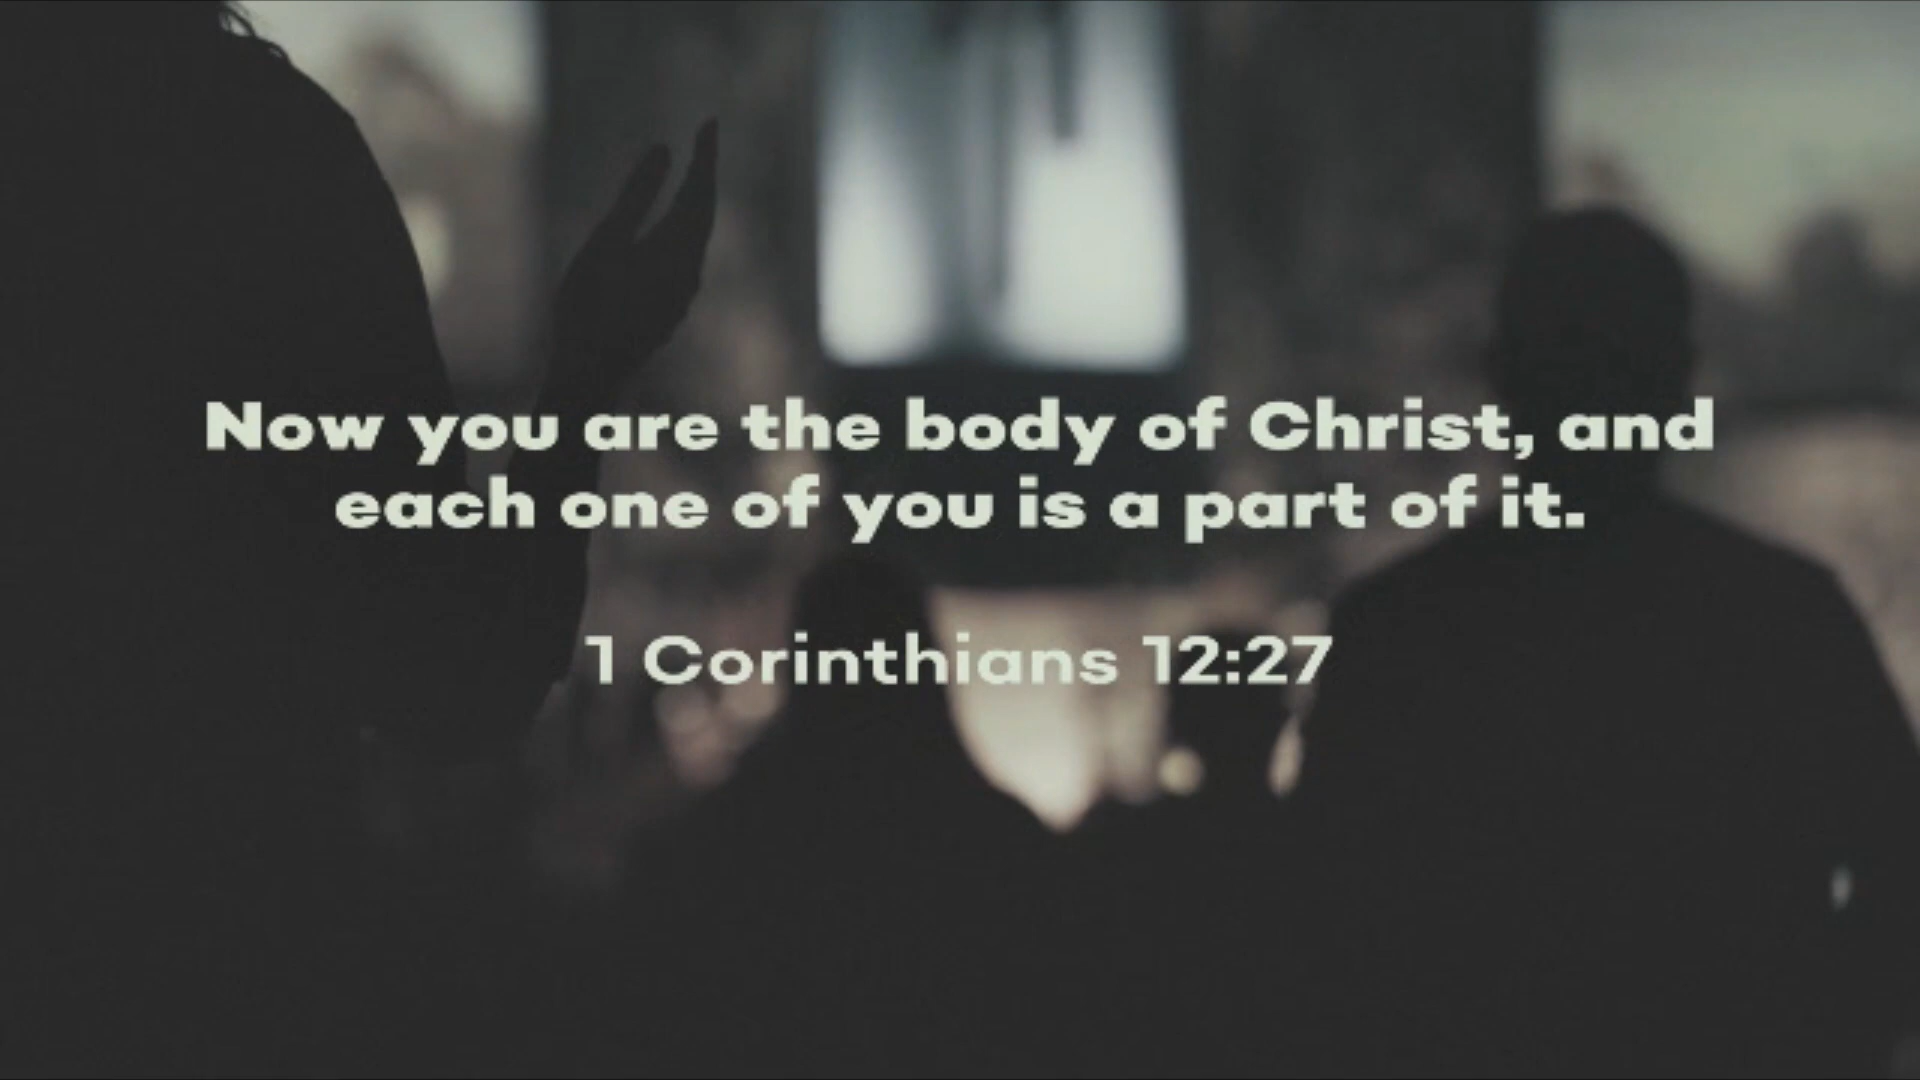 Now you are the body of Christ, and
each one of you is a part of it.
1 Corinthians 12:27